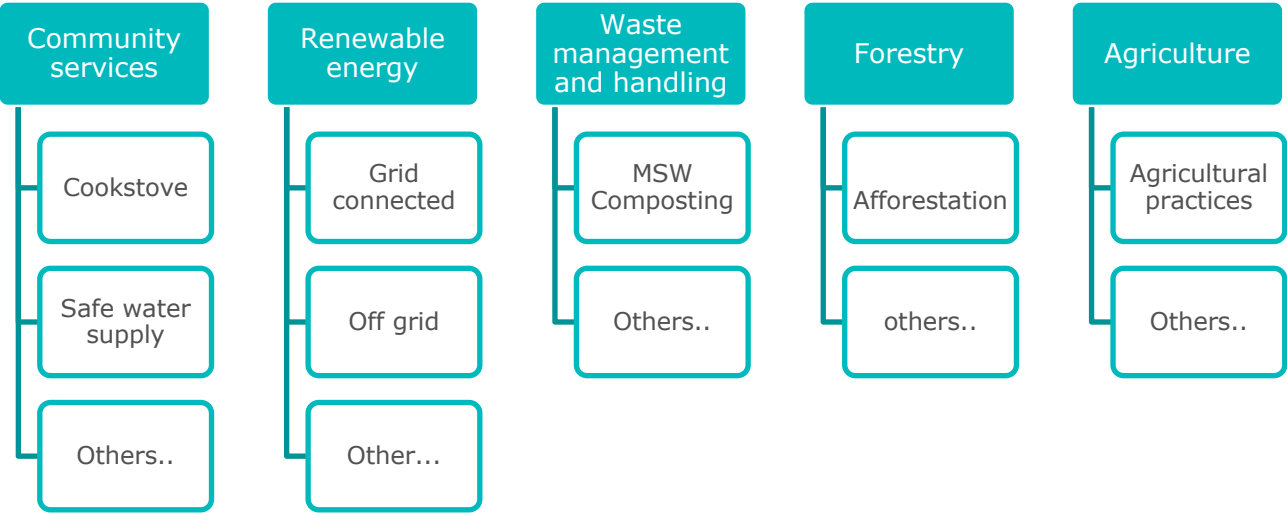 Community
services
Cookstove
Safe water
supply
Others..
Renewable
energy
Grid
connected
Off grid
Other...
Waste
management
and handling
MSW
Composting
Others..
Forestry
Afforestation
others..
Agriculture
Agricultural
practices
Others..